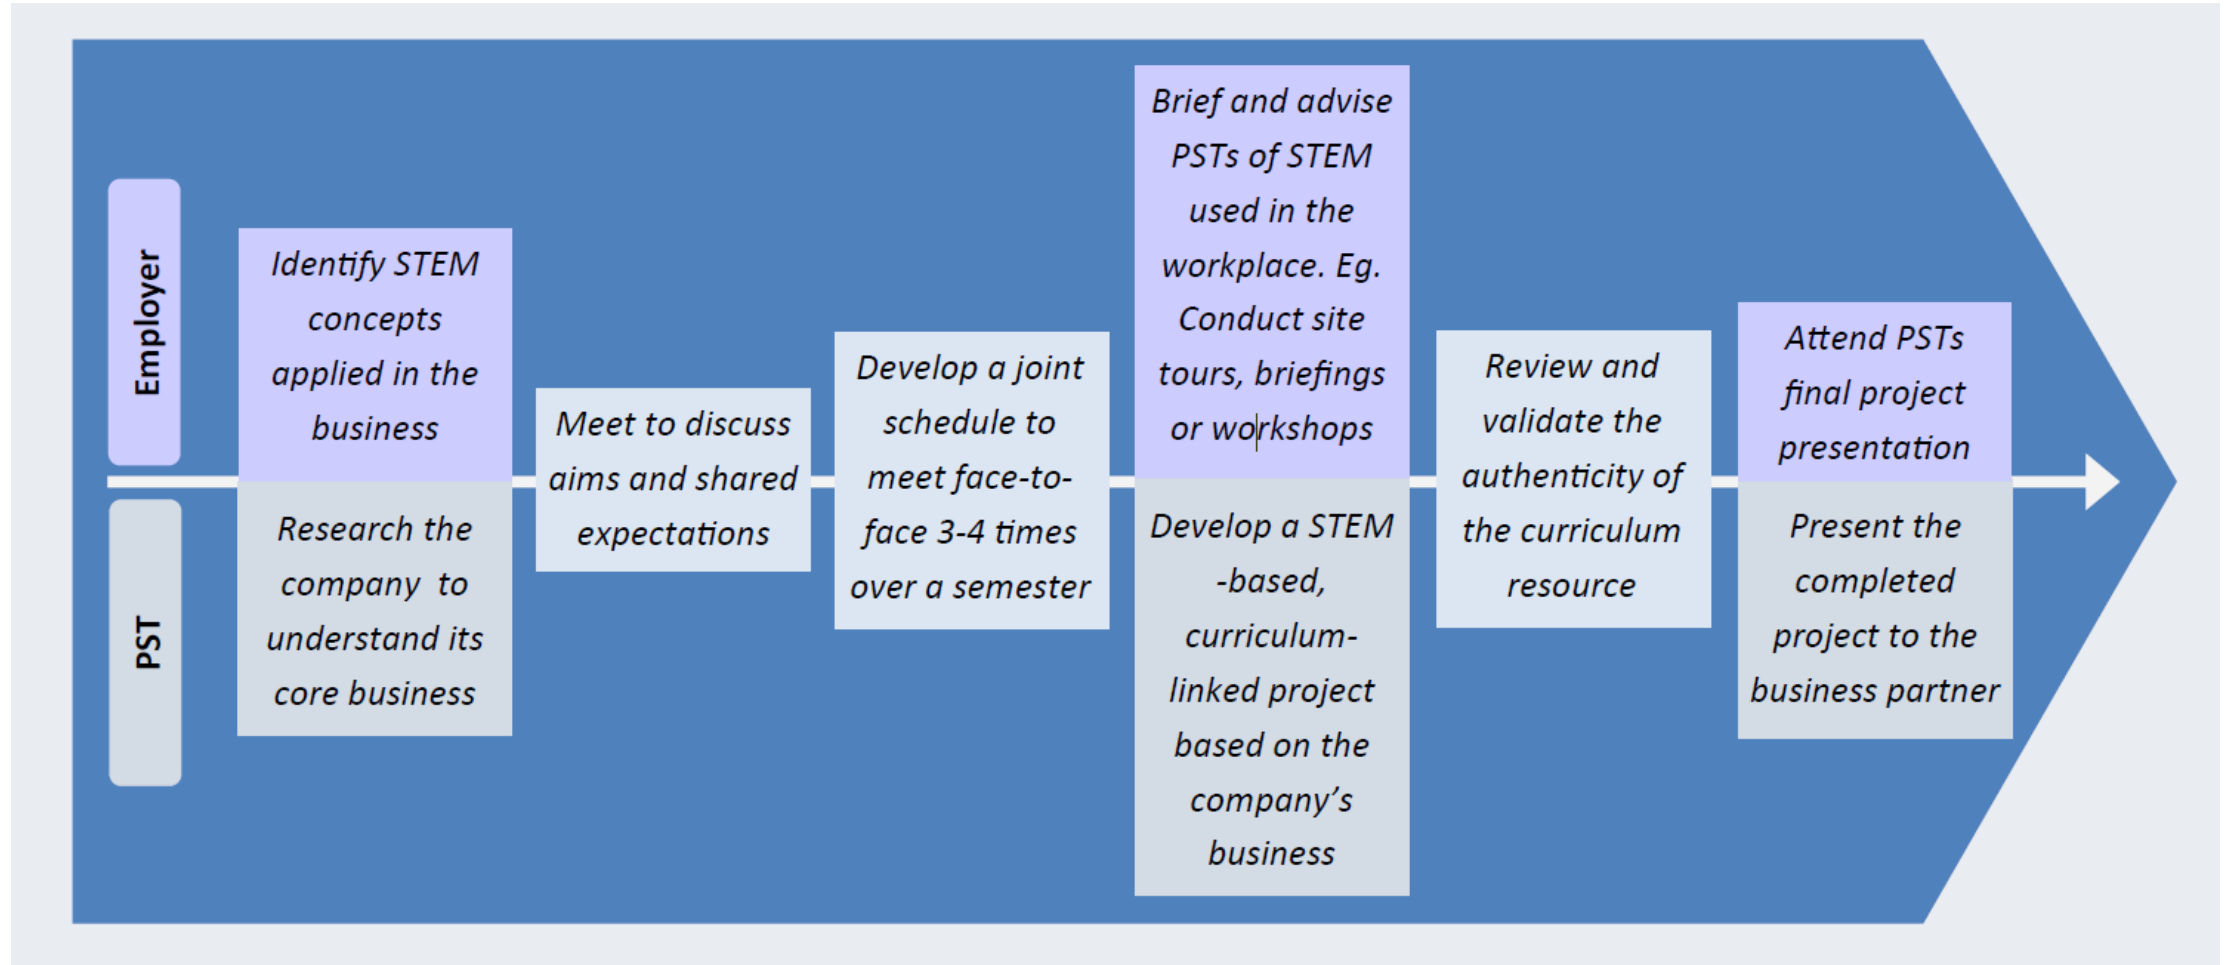 Employer
PST
Identify STEM
concepts
applied in the
business
Research the
company to
understand its
core business
Meet to discuss
aims and shared
expectations
Develop a joint
schedule to
meet face-to-
face 3-4 times
over a semester
Brief and advise
PSTs of STEM
used in the
workplace. Eg.
Conduct site
tours, briefings
or workshops
Develop a STEM
-based,
curriculum-
linked project
based on the
company’s
business
Review and
validate the
authenticity of
the curriculum
resource
Attend PSTs
final project
presentation
Present the
completed
project to the
business partner